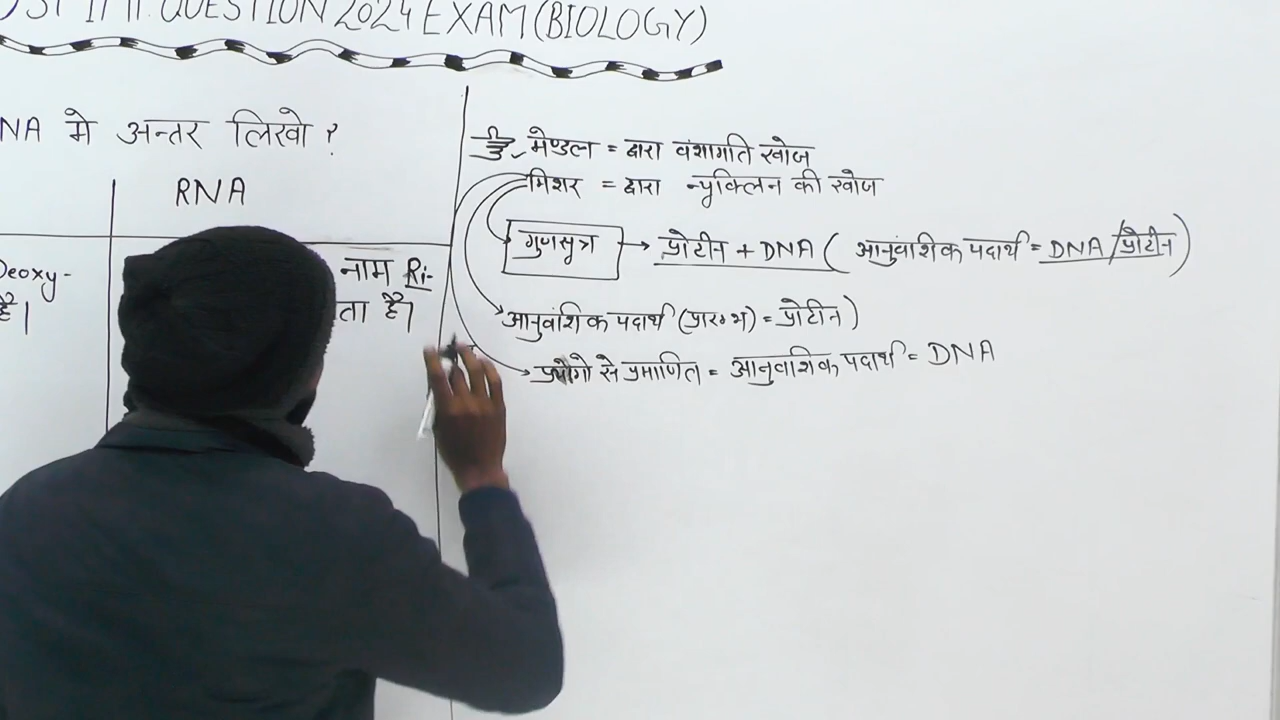 QUESTION 2024 EXAM (BIOLOGY)
NA मे अन्तर लिखो ?
RNA
Deoxy-
है।
नाम Ri-
ता है।
मेण्डल = द्वारा वंशागति खोज
मिशर = द्वारा न्यूक्लिन की खोज
गुणसूत्र → प्रोटीन + DNA ( आनुवांशिक पदार्थ = DNA / प्रोटीन )
आनुवंशिक पदार्थ (प्रारम्भ) = प्रोटीन )
प्रयोगो से प्रमाणित = आनुवंशिक पदार्थ = DNA